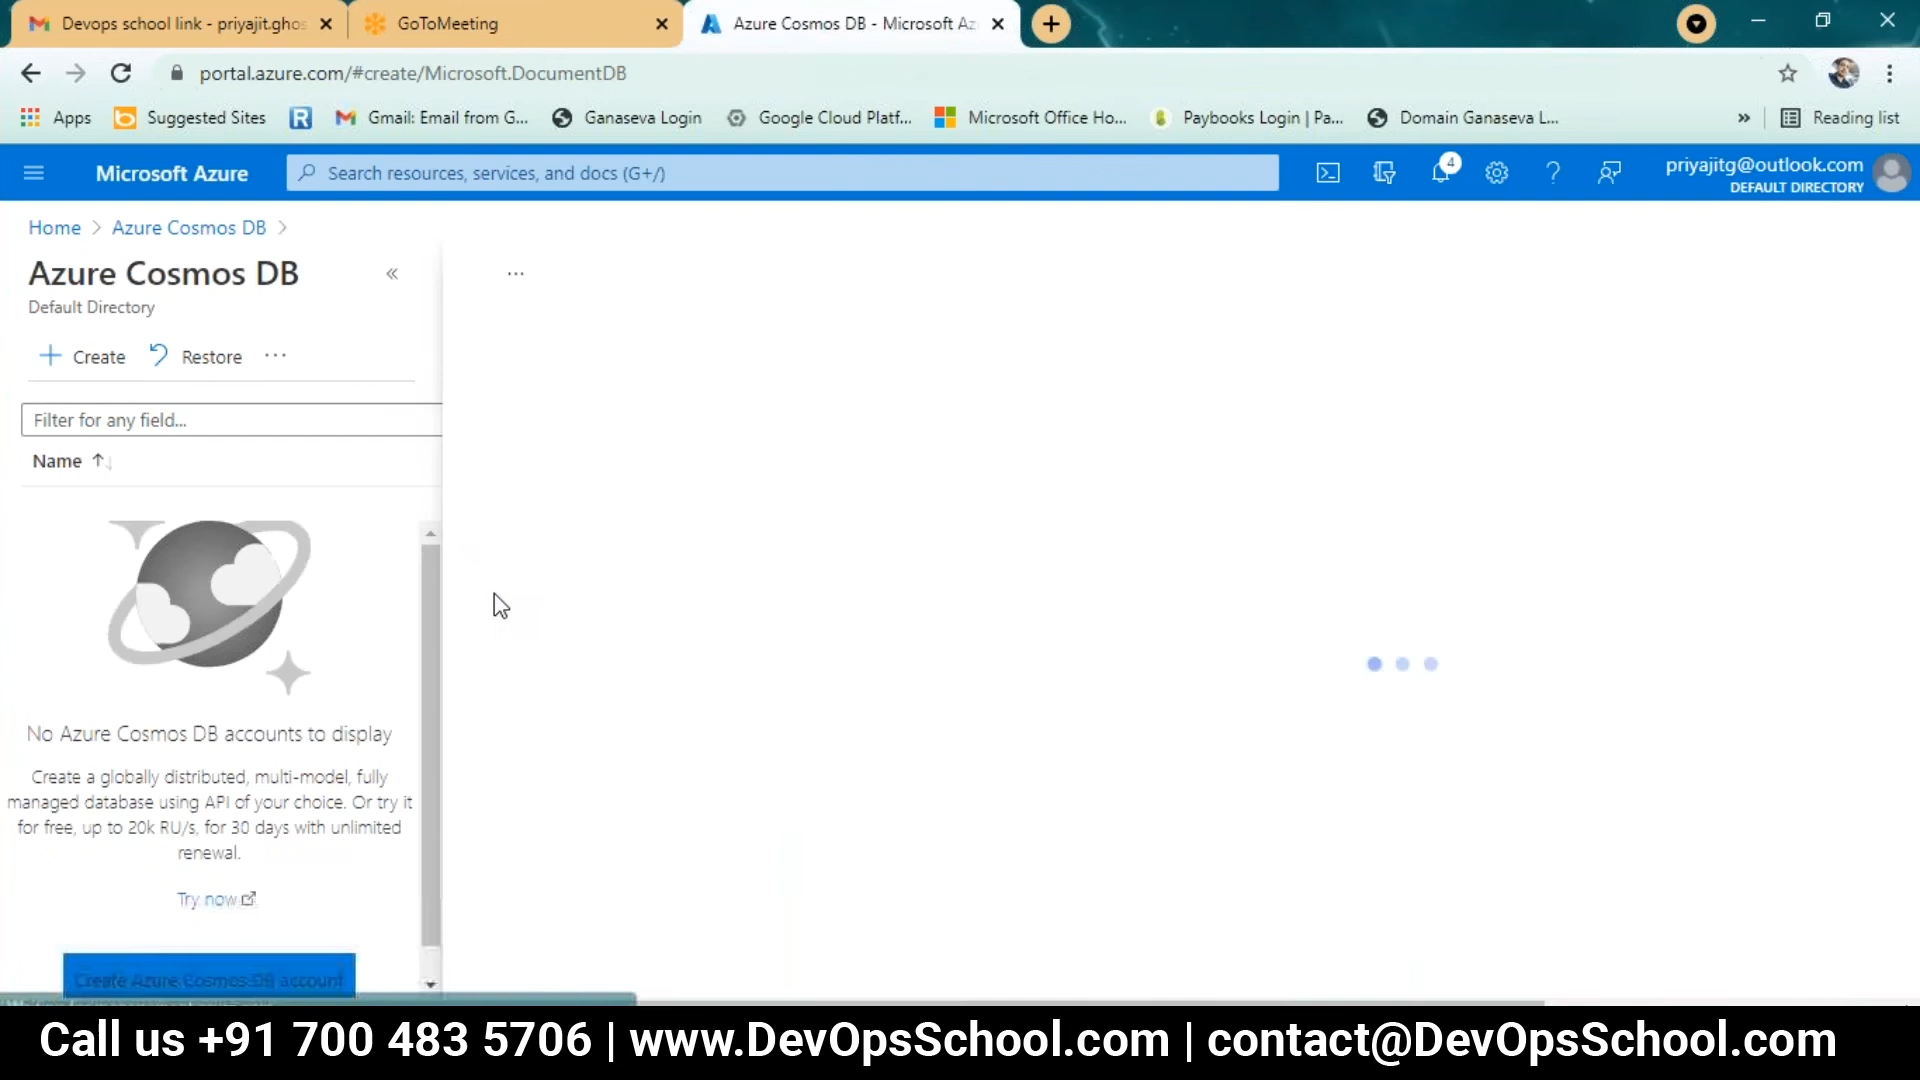 Devops school link - priyajit.ghos
GoToMeeting
Azure Cosmos DB - Microsoft Az
portal.azure.com/#create/Microsoft.DocumentDB
Apps
Suggested Sites
R
Gmail: Email from G...
Ganaseva Login
Google Cloud Platf...
Microsoft Office Ho...
Paybooks Login | Pa...
Domain Ganaseva L...
»
Reading list
Microsoft Azure
Search resources, services, and docs (G+/)
4
priyajitg@outlook.com
DEFAULT DIRECTORY
Home > Azure Cosmos DB >
Azure Cosmos DB
«
...
Default Directory
+ Create
Restore
...
Filter for any field...
Name ↑↓
No Azure Cosmos DB accounts to display
Create a globally distributed, multi-model, fully
managed database using API of your choice. Or try it
for free, up to 20k RU/s, for 30 days with unlimited
renewal.
Try now
Create Azure Cosmos DB account
Call us +91 700 483 5706 | www.DevOpsSchool.com | contact@DevOpsSchool.com